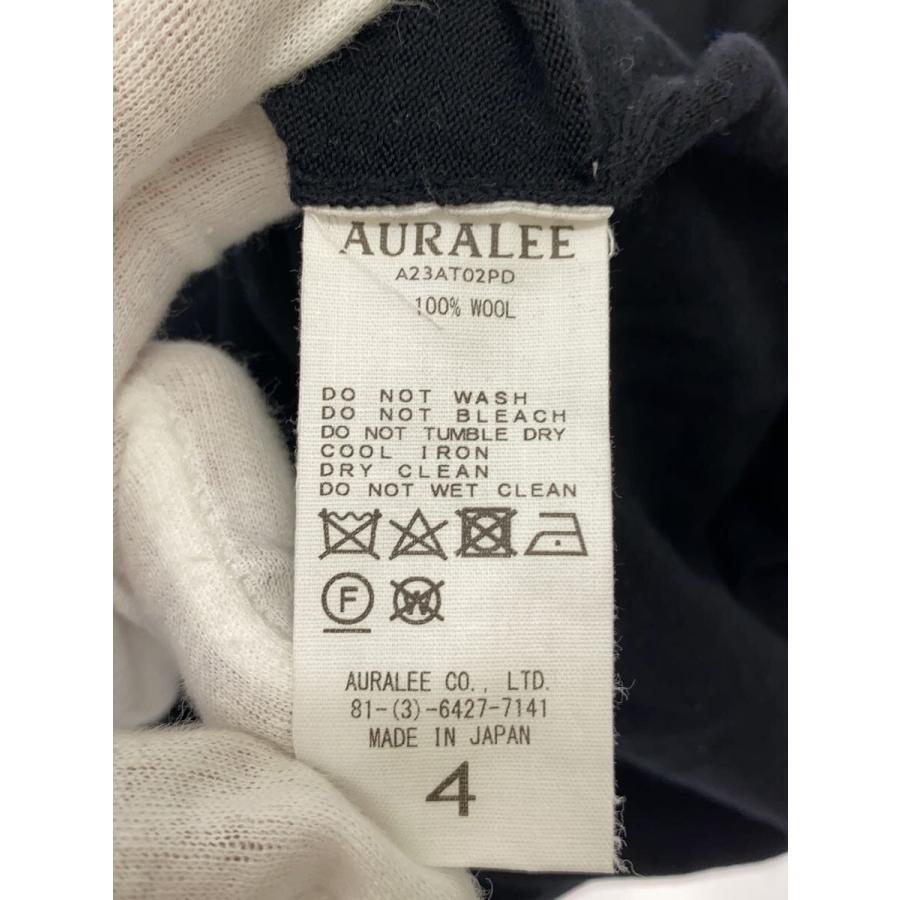 AURALEE
A23AT02PD
100% WOOL
DO NOT WASH
DO NOT BLEACH
DO NOT TUMBLE DRY
COOL IRON
DRY CLEAN
DO NOT WET CLEAN
F W
AURALEE CO., LTD.
81-(3)-6427-7141
MADE IN JAPAN
4